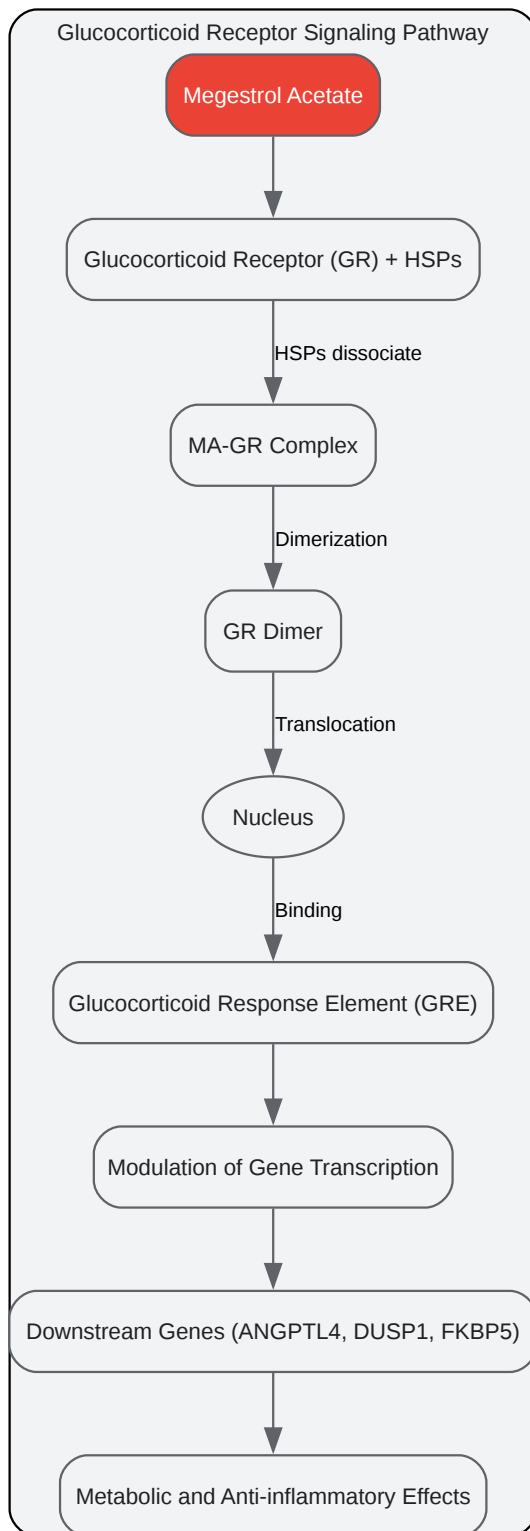 Glucocorticoid Receptor Signaling Pathway
Megestrol Acetate
Glucocorticoid Receptor (GR) + HSPs
HSPs dissociate
MA-GR Complex
Dimerization
GR Dimer
Translocation
Nucleus
Binding
Glucocorticoid Response Element (GRE)
Modulation of Gene Transcription
Downstream Genes (ANGPTL4, DUSP1, FKBP5)
Metabolic and Anti-inflammatory Effects